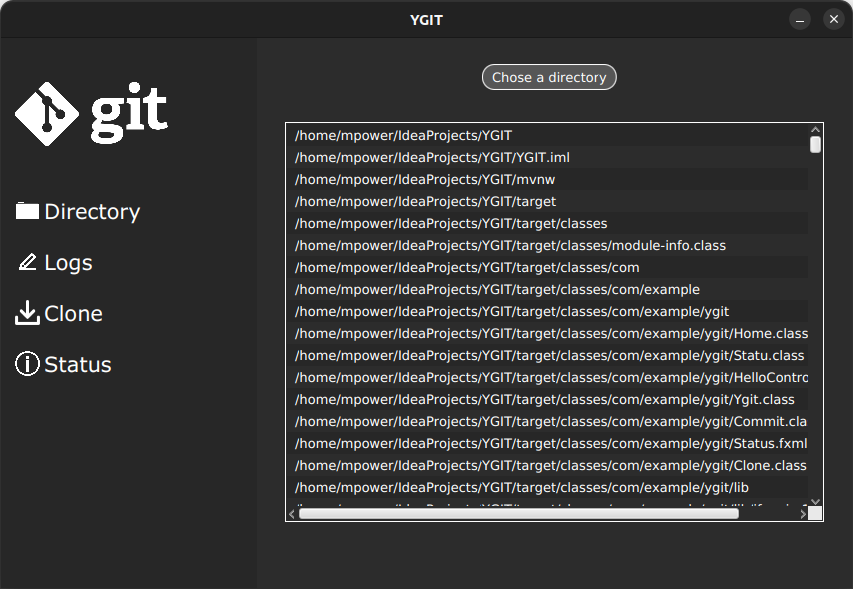 YGIT
git
Directory
Logs
Clone
Status
Chose a directory
/home/mpower/IdeaProjects/YGIT
/home/mpower/IdeaProjects/YGIT/YGIT.iml
/home/mpower/IdeaProjects/YGIT/mvnw
/home/mpower/IdeaProjects/YGIT/target
/home/mpower/IdeaProjects/YGIT/target/classes
/home/mpower/IdeaProjects/YGIT/target/classes/module-info.class
/home/mpower/IdeaProjects/YGIT/target/classes/com
/home/mpower/IdeaProjects/YGIT/target/classes/com/example
/home/mpower/IdeaProjects/YGIT/target/classes/com/example/ygit
/home/mpower/IdeaProjects/YGIT/target/classes/com/example/ygit/Home.class
/home/mpower/IdeaProjects/YGIT/target/classes/com/example/ygit/Statu.class
/home/mpower/IdeaProjects/YGIT/target/classes/com/example/ygit/HelloContro
/home/mpower/IdeaProjects/YGIT/target/classes/com/example/ygit/Ygit.class
/home/mpower/IdeaProjects/YGIT/target/classes/com/example/ygit/Commit.cla
/home/mpower/IdeaProjects/YGIT/target/classes/com/example/ygit/Status.fxml
/home/mpower/IdeaProjects/YGIT/target/classes/com/example/ygit/Clone.class
/home/mpower/IdeaProjects/YGIT/target/classes/com/example/ygit/lib